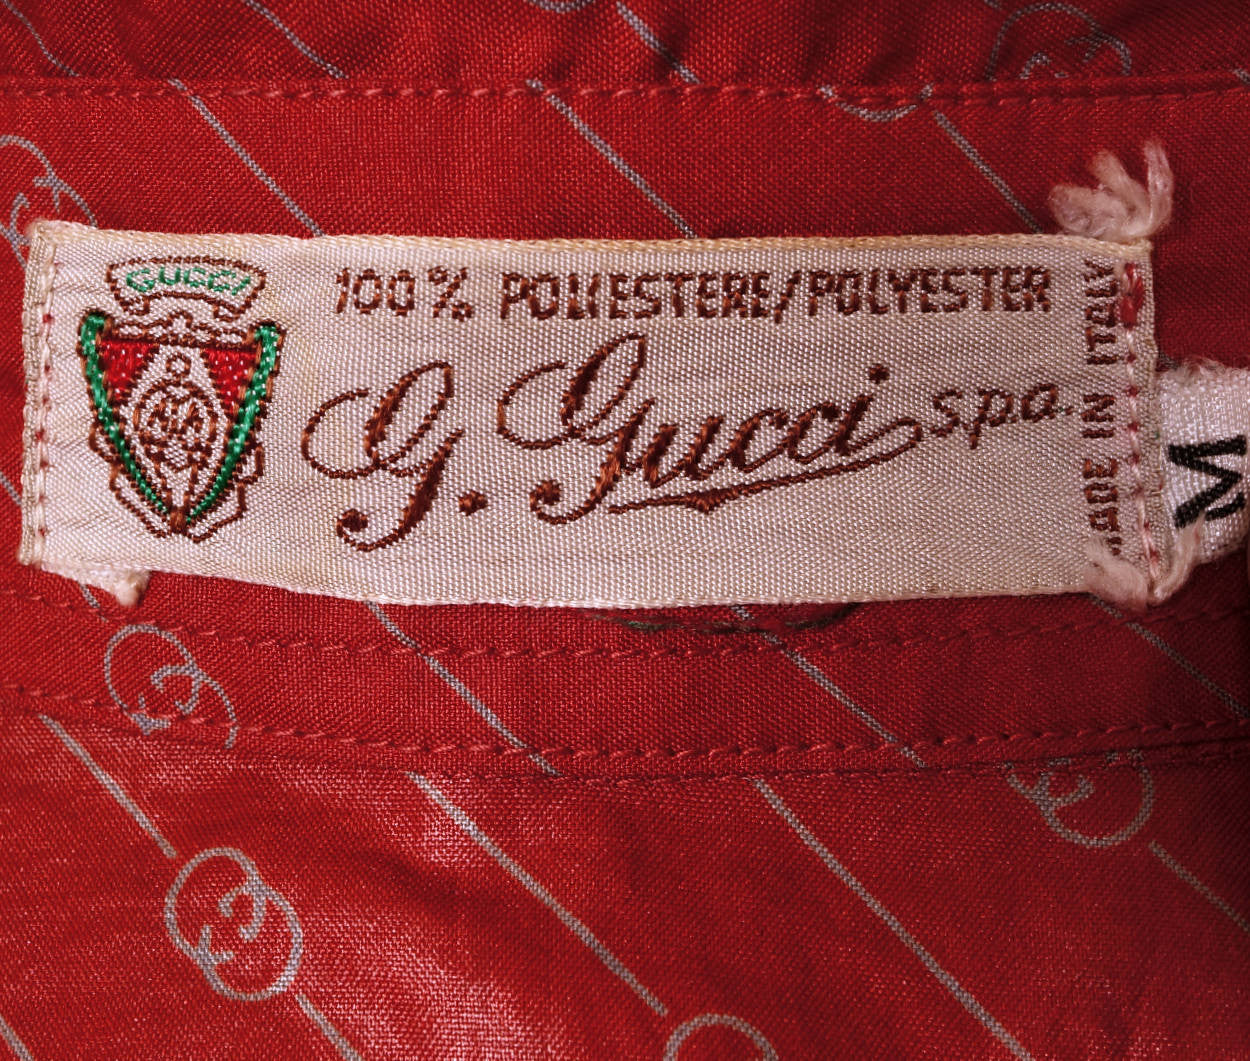 GUCCI
100% POLIESTERE/POLYESTER
G. Gucci s.p.a.
MADE IN ITALY
M